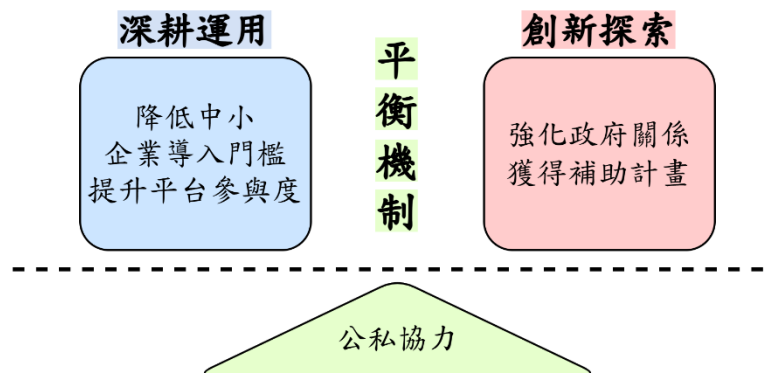 深耕運用
降低中小
企業導入門檻
提升平台參與度
平衡機制
創新探索
強化政府關係
獲得補助計畫
公私協力